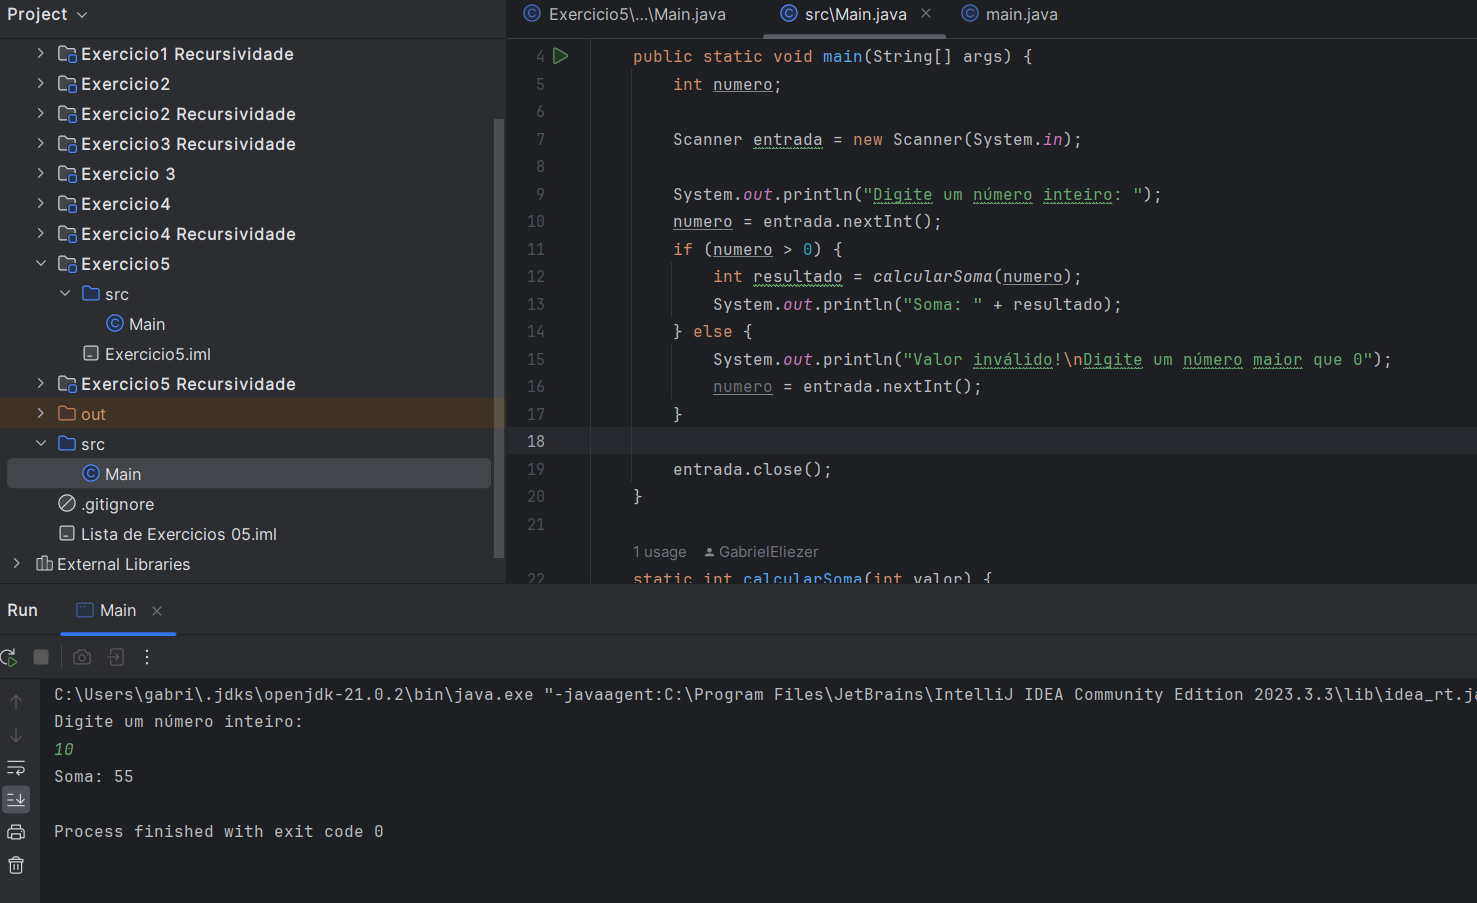 Project
Exercicio1 Recursividade
Exercicio2
Exercicio2 Recursividade
Exercicio3 Recursividade
Exercicio 3
Exercicio4
Exercicio4 Recursividade
Exercicio5
src
Main
Exercicio5.iml
Exercicio5 Recursividade
out
src
Main
.gitignore
Lista de Exercicios 05.iml
External Libraries
Exercicio5\...\Main.java
src\Main.java
main.java
4 public static void main(String[] args) {
5 int numero;
6
7 Scanner entrada = new Scanner(System.in);
8
9 System.out.println("Digite um número inteiro: ");
10 numero = entrada.nextInt();
11 if (numero > 0) {
12 int resultado = calcularSoma(numero);
13 System.out.println("Soma: " + resultado);
14 } else {
15 System.out.println("Valor inválido!\nDigite um número maior que 0");
16 numero = entrada.nextInt();
17 }
18
19 entrada.close();
20 }
21
1 usage GabrielEliezer
22 static int calcularSoma(int valor) {
Run Main
C:\Users\gabri\.jdks\openjdk-21.0.2\bin\java.exe "-javaagent:C:\Program Files\JetBrains\IntelliJ IDEA Community Edition 2023.3.3\lib\idea_rt.ja
Digite um número inteiro:
10
Soma: 55
Process finished with exit code 0